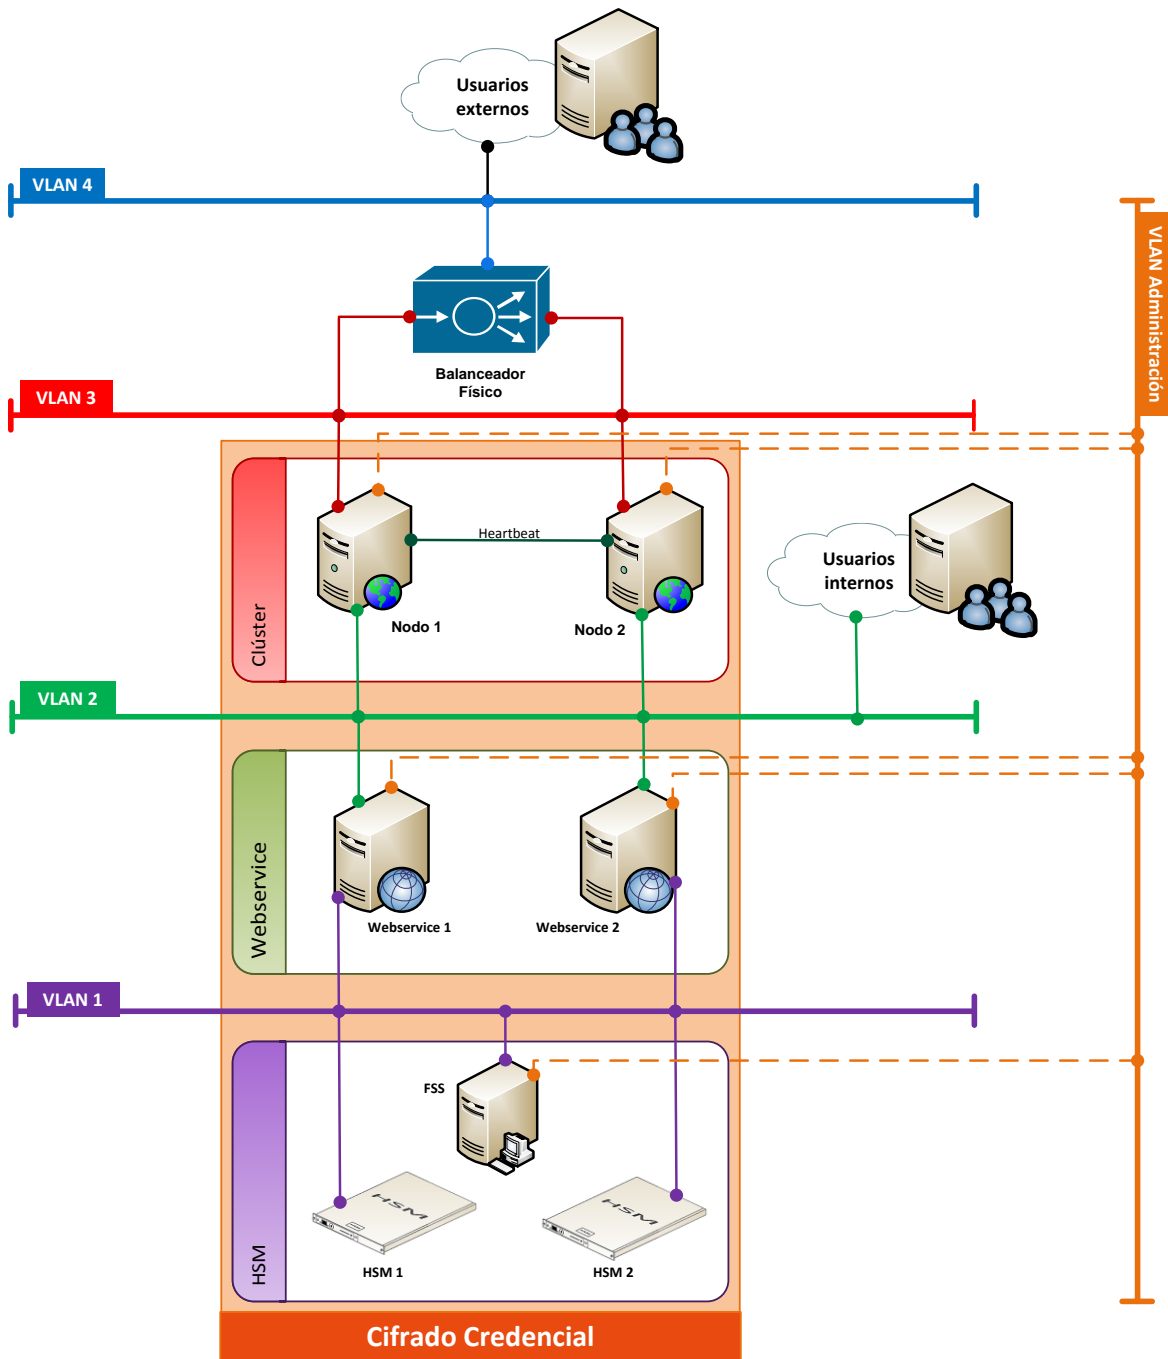 Usuarios
externos
VLAN 4
VLAN Administración
Balanceador
Físico
VLAN 3
Clúster
Heartbeat
Nodo 1
Nodo 2
Usuarios
internos
VLAN 2
Webservice
Webservice 1
Webservice 2
VLAN 1
HSM
FSS
HSM
HSM
HSM 1
HSM 2
Cifrado Credencial